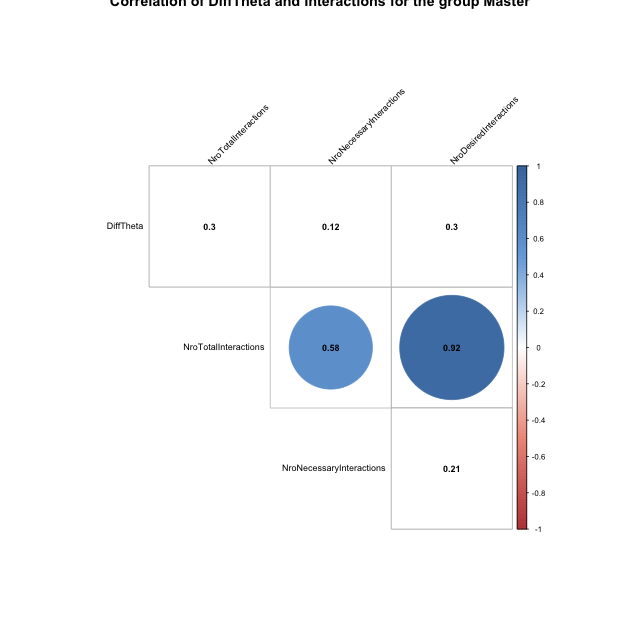 Correlation of DiffTheta and Interactions for the group Master
NroTotalInteractions
NroNecessaryInteractions
NroDesiredInteractions
DiffTheta 0.3 0.12 0.3
NroTotalInteractions 0.58 0.92
NroNecessaryInteractions 0.21
1
0.8
0.6
0.4
0.2
0
-0.2
-0.4
-0.6
-0.8
-1